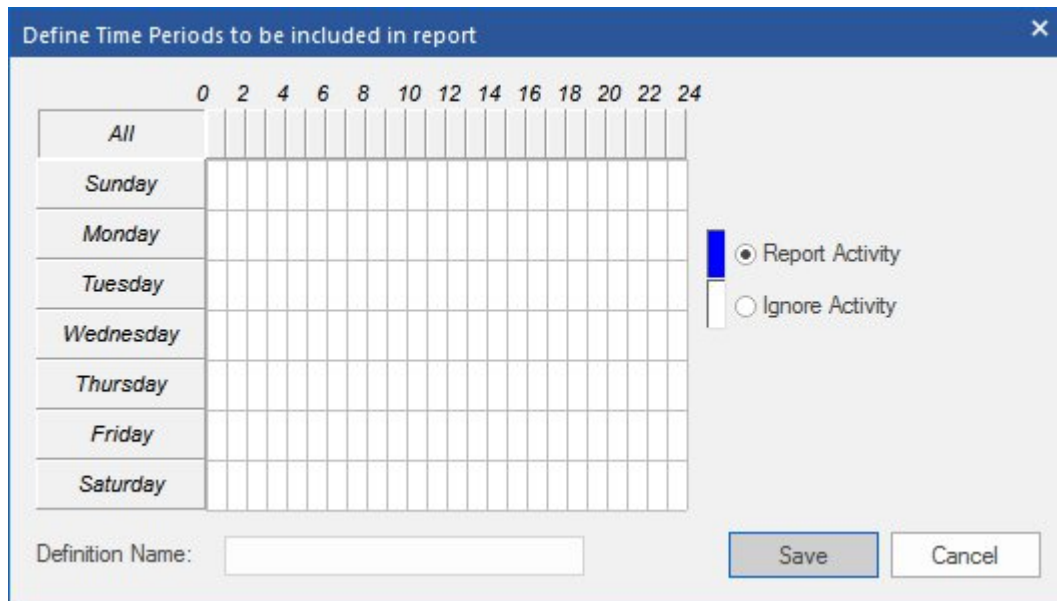 Define Time Periods to be included in report
0 2 4 6 8 10 12 14 16 18 20 22 24
All
Sunday
Monday
Tuesday
Wednesday
Thursday
Friday
Saturday
Report Activity
Ignore Activity
Definition Name:
Save Cancel